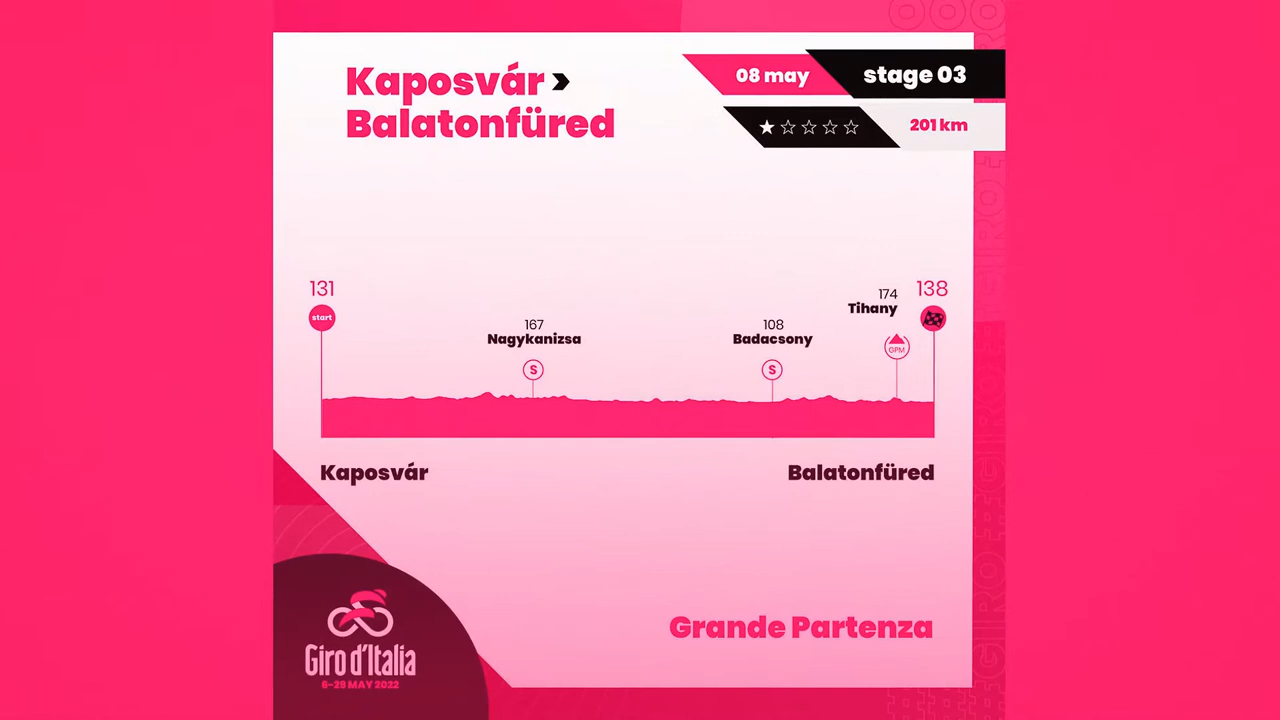 Kaposvár
Balatonfüred
08 may
stage 03
201 km
131
start
167
Nagykanizsa
S
108
Badacsony
S
174
Tihany
GPM
138
Kaposvár
Balatonfüred
Grande Partenza
Giro d'Italia
6-29 MAY 2022
#GIRO